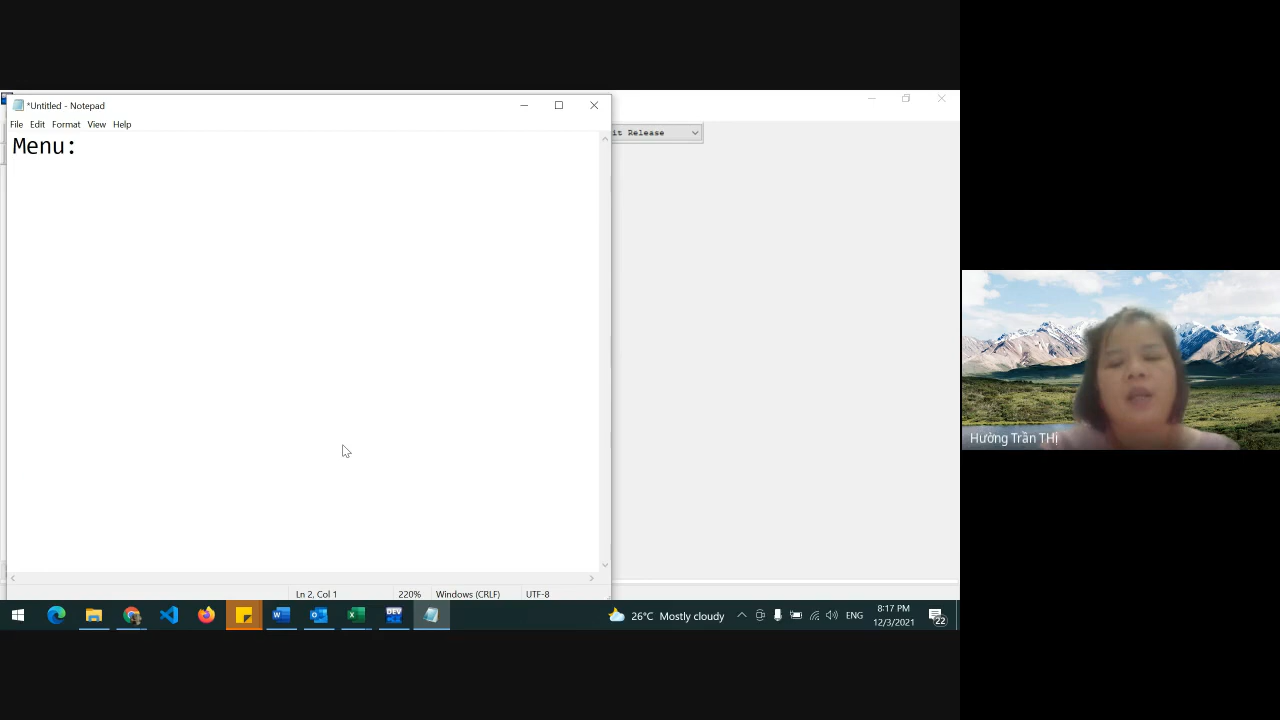 *Untitled - Notepad
File Edit Format View Help
it Release
Menu:
Hường Trần THị
Ln 2, Col 1 220% Windows (CRLF) UTF-8
DEV
26°C Mostly cloudy ENG
8:17 PM
12/3/2021
22